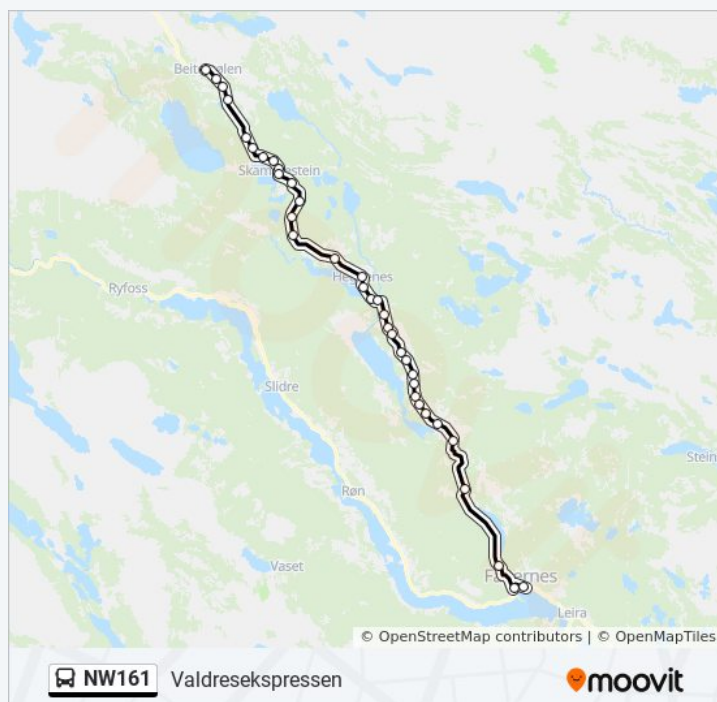 Beitostølen
Skammestein
Heggenes
Ryfoss
Slidre
Røn
Vaset
Stein
Fagernes
Leira
© OpenStreetMap contributors | © OpenMapTiles
NW161 Valdresekspressen
moovit